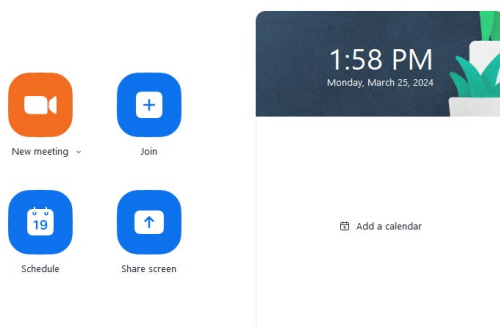 1:58 PM
Monday, March 25, 2024
New meeting
Join
19
Schedule
Share screen
Add a calendar